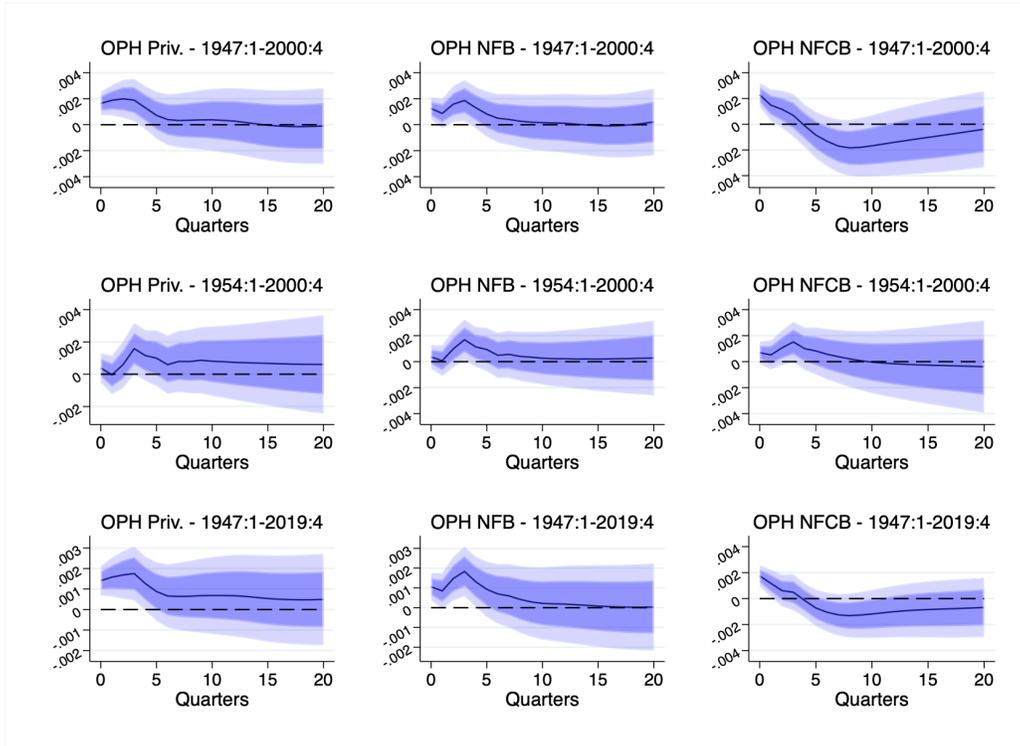 OPH Priv. - 1947:1-2000:4
.004
.002
0
-.002
-.004
0 5 10 15 20
Quarters
OPH NFB - 1947:1-2000:4
.004
.002
0
-.002
-.004
0 5 10 15 20
Quarters
OPH NFCB - 1947:1-2000:4
.004
.002
0
-.002
-.004
0 5 10 15 20
Quarters
OPH Priv. - 1954:1-2000:4
.004
.002
0
-.002
0 5 10 15 20
Quarters
OPH NFB - 1954:1-2000:4
.004
.002
0
-.002
-.004
0 5 10 15 20
Quarters
OPH NFCB - 1954:1-2000:4
.004
.002
0
-.002
-.004
0 5 10 15 20
Quarters
OPH Priv. - 1947:1-2019:4
.003
.002
.001
0
-.001
-.002
0 5 10 15 20
Quarters
OPH NFB - 1947:1-2019:4
.003
.002
.001
0
-.001
-.002
0 5 10 15 20
Quarters
OPH NFCB - 1947:1-2019:4
.004
.002
0
-.002
-.004
0 5 10 15 20
Quarters